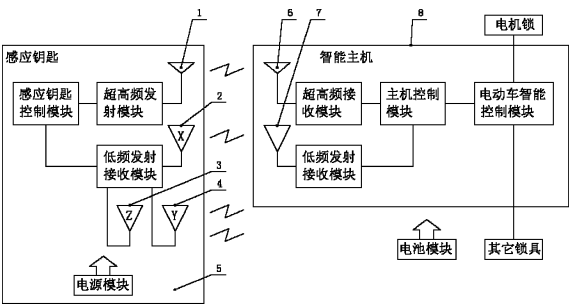 1
6
7
8
电机锁
感应钥匙
智能主机
感应钥匙
控制模块
超高频发
射模块
2
X
超高频接
收模块
主机控制
模块
电动车智能
控制模块
低频发射
接收模块
低频发射
接收模块
3
4
Z
Y
电源模块
5
电池模块
其它锁具